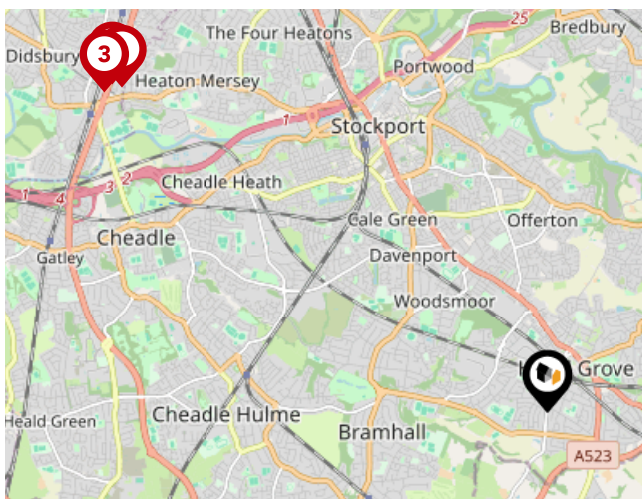 25
Bredbury
The Four Heatons
Didsbury
3
Portwood
Heaton Mersey
1
Stockport
Cheadle Heath
2
3
1
4
Cale Green
Offerton
Cheadle
Davenport
Gatley
Woodsmoor
Grove
Cheadle Hulme
Heald Green
Bramhall
A523